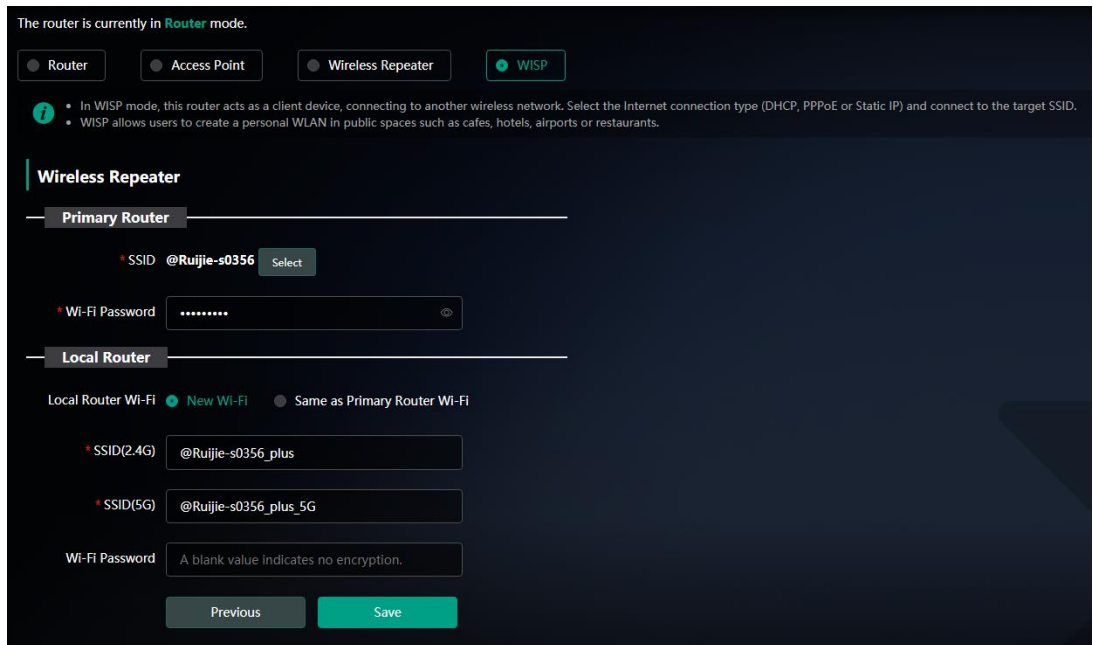 The router is currently in Router mode.
Router Access Point Wireless Repeater WISP
• In WISP mode, this router acts as a client device, connecting to another wireless network. Select the Internet connection type (DHCP, PPPoE or Static IP) and connect to the target SSID.
• WISP allows users to create a personal WLAN in public spaces such as cafes, hotels, airports or restaurants.
Wireless Repeater
Primary Router
* SSID @Ruijie-s0356 Select
* Wi-Fi Password •••••••••
Local Router
Local Router Wi-Fi New Wi-Fi Same as Primary Router Wi-Fi
* SSID(2.4G) @Ruijie-s0356_plus
* SSID(5G) @Ruijie-s0356_plus_5G
Wi-Fi Password A blank value indicates no encryption.
Previous Save